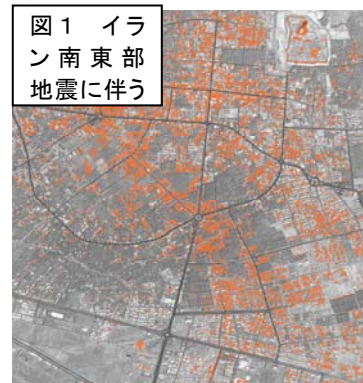 図１ イラ
ン南東部
地震に伴う